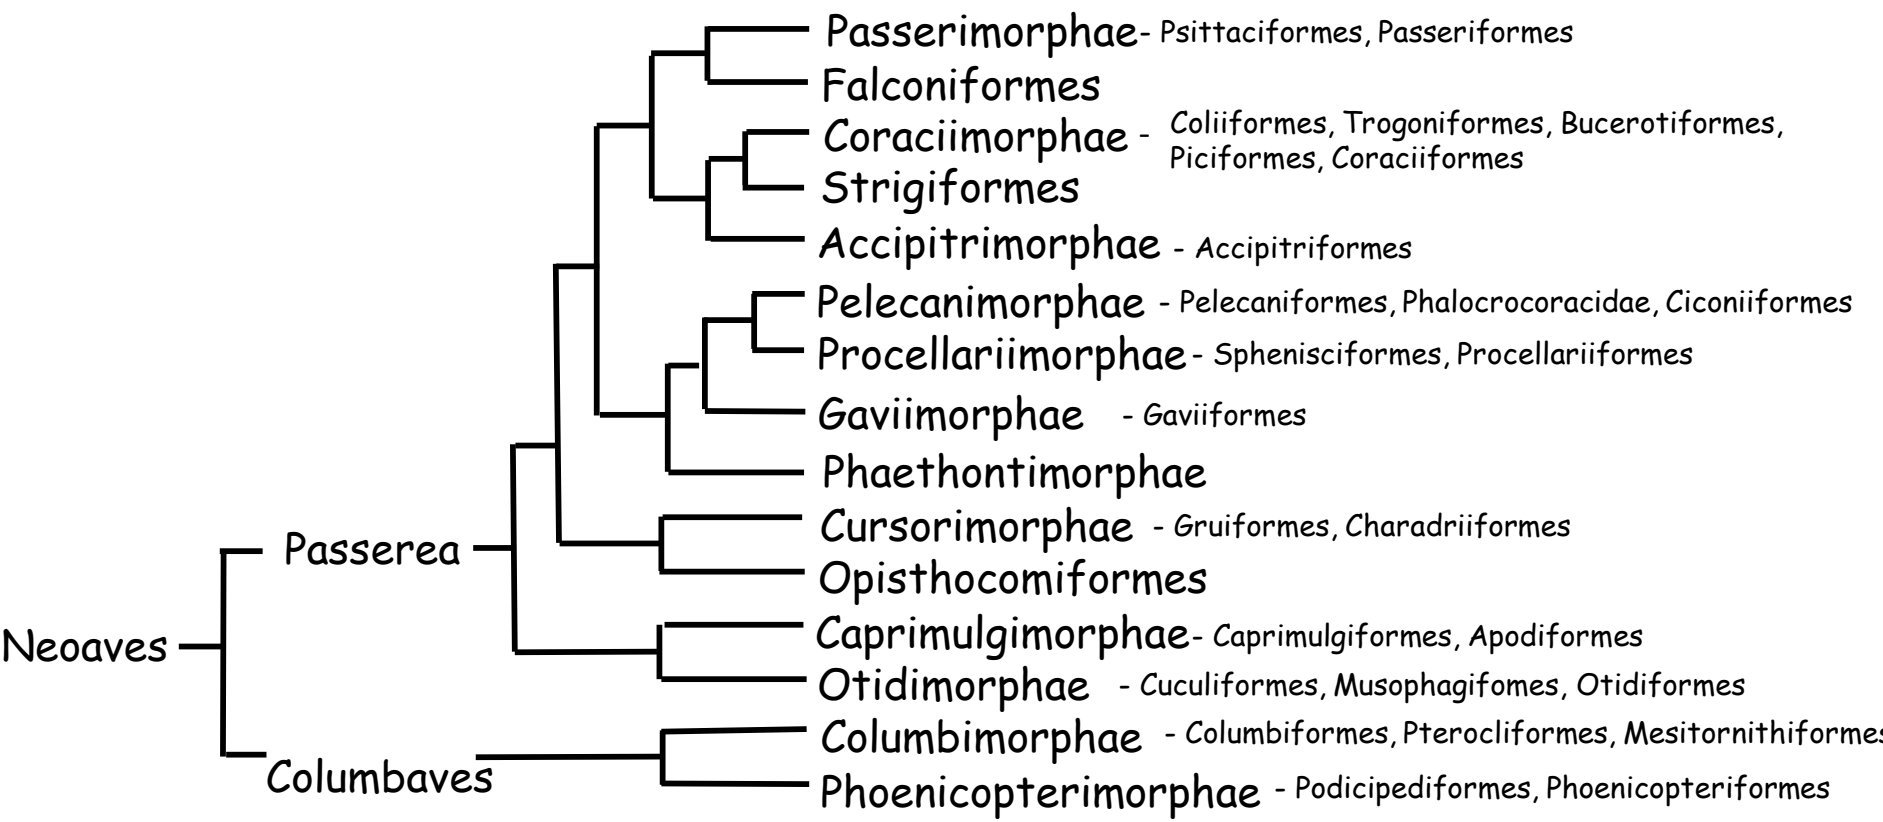 Passerimorphae - Psittaciformes, Passeriformes
Falconiformes
Coraciimorphae - Coliiformes, Trogoniformes, Bucerotiformes,
Piciformes, Coraciiformes
Strigiformes
Accipitrimorphae - Accipitriformes
Pelecanimorphae - Pelecaniformes, Phalocrocoracidae, Ciconiiformes
Procellariimorphae - Sphenisciformes, Procellariiformes
Gaviimorphae - Gaviiformes
Phaethontimorphae
Cursorimorphae - Gruiformes, Charadriiformes
Passerea
Opisthocomiformes
Caprimulgimorphae - Caprimulgiformes, Apodiformes
Neoaves
Otidimorphae - Cuculiformes, Musophagifomes, Otidiformes
Columbimorphae - Columbiformes, Pterocliformes, Mesitornithiformes
Columbaves
Phoenicopterimorphae - Podicipediformes, Phoenicopteriformes